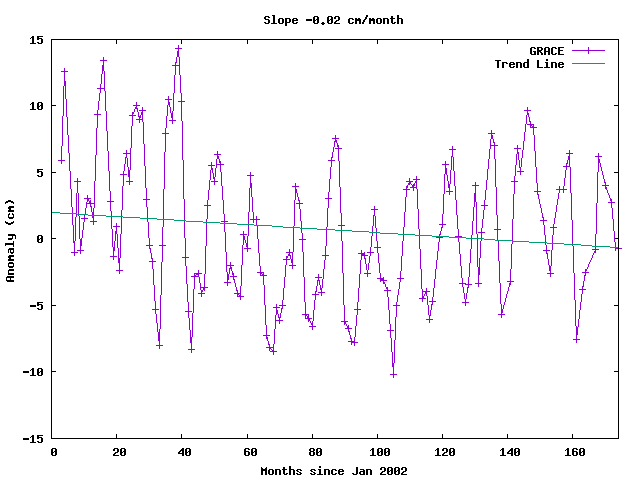 Slope -0.02 cm/month
GRACE
Trend Line
15
10
5
0
-5
-10
-15
Anomaly (cm)
0 20 40 60 80 100 120 140 160
Months since Jan 2002